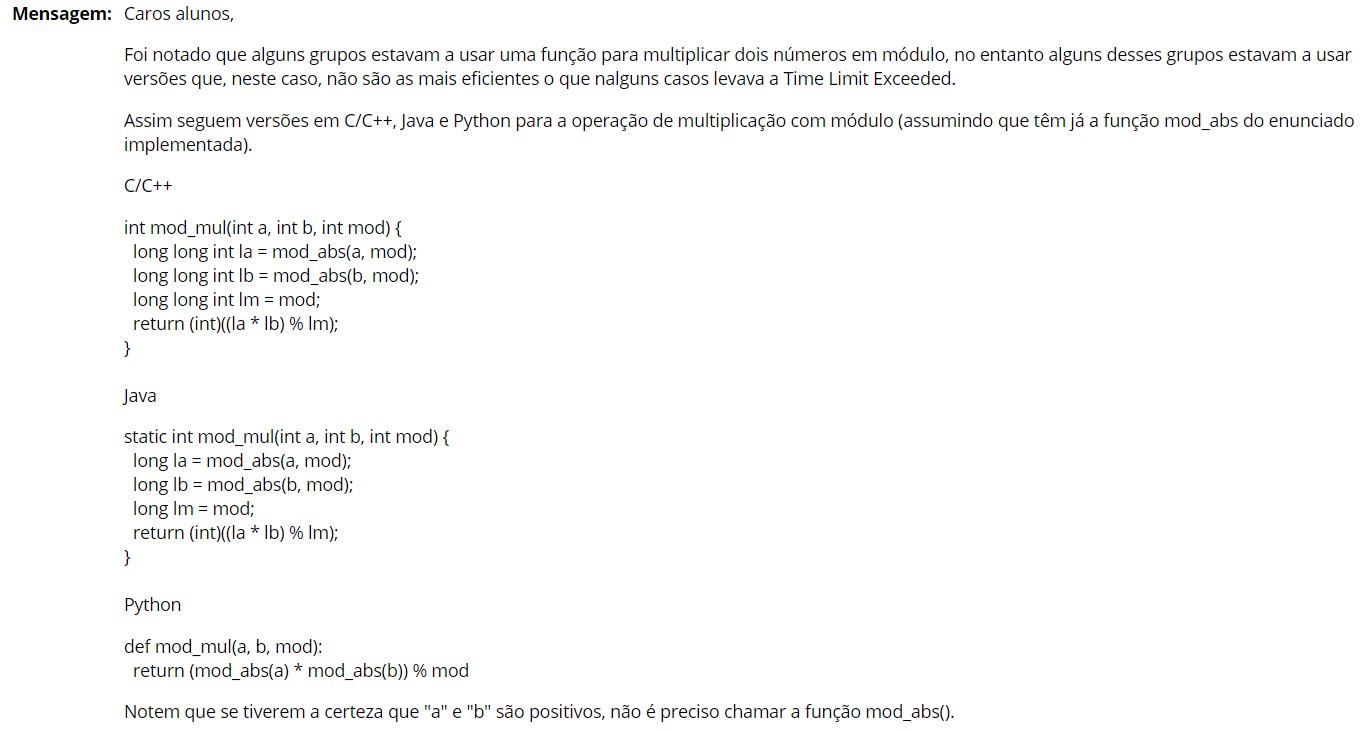 Mensagem: Caros alunos,
Foi notado que alguns grupos estavam a usar uma função para multiplicar dois números em módulo, no entanto alguns desses grupos estavam a usar
versões que, neste caso, não são as mais eficientes o que nalguns casos levava a Time Limit Exceeded.
Assim seguem versões em C/C++, Java e Python para a operação de multiplicação com módulo (assumindo que têm já a função mod_abs do enunciado
implementada).
C/C++
int mod_mul(int a, int b, int mod) {
  long long int la = mod_abs(a, mod);
  long long int lb = mod_abs(b, mod);
  long long int lm = mod;
  return (int)((la * lb) % lm);
}
Java
static int mod_mul(int a, int b, int mod) {
  long la = mod_abs(a, mod);
  long lb = mod_abs(b, mod);
  long lm = mod;
  return (int)((la * lb) % lm);
}
Python
def mod_mul(a, b, mod):
  return (mod_abs(a) * mod_abs(b)) % mod
Notem que se tiverem a certeza que "a" e "b" são positivos, não é preciso chamar a função mod_abs().